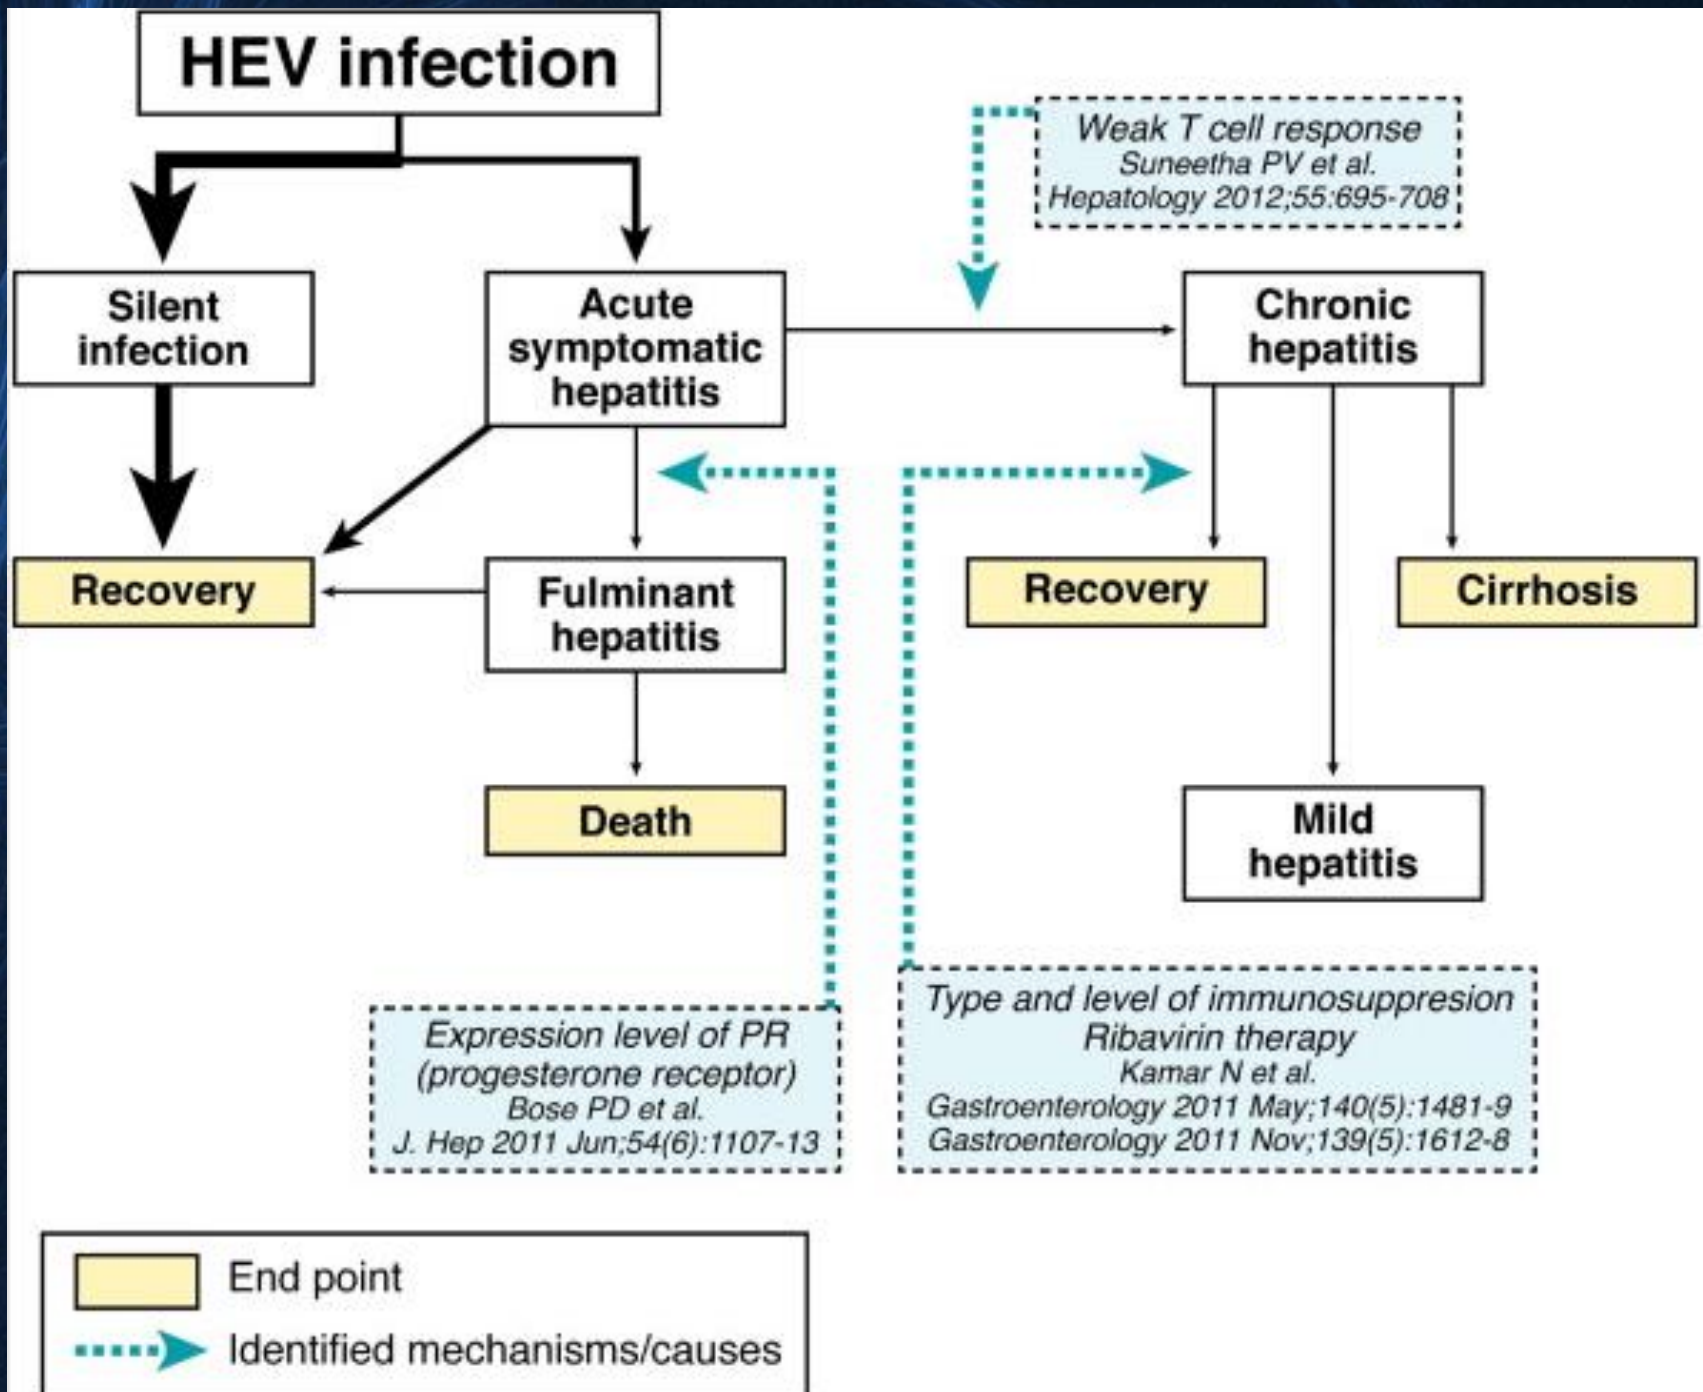 HEV infection
Weak T cell response
Suneetha PV et al.
Hepatology 2012;55:695-708
Silent
infection
Acute
symptomatic
hepatitis
Chronic
hepatitis
Recovery
Fulminant
hepatitis
Recovery
Cirrhosis
Death
Mild
hepatitis
Expression level of PR
(progesterone receptor)
Bose PD et al.
J. Hep 2011 Jun;54(6):1107-13
Type and level of immunosuppresion
Ribavirin therapy
Kamar N et al.
Gastroenterology 2011 May;140(5):1481-9
Gastroenterology 2011 Nov;139(5):1612-8
End point
Identified mechanisms/causes